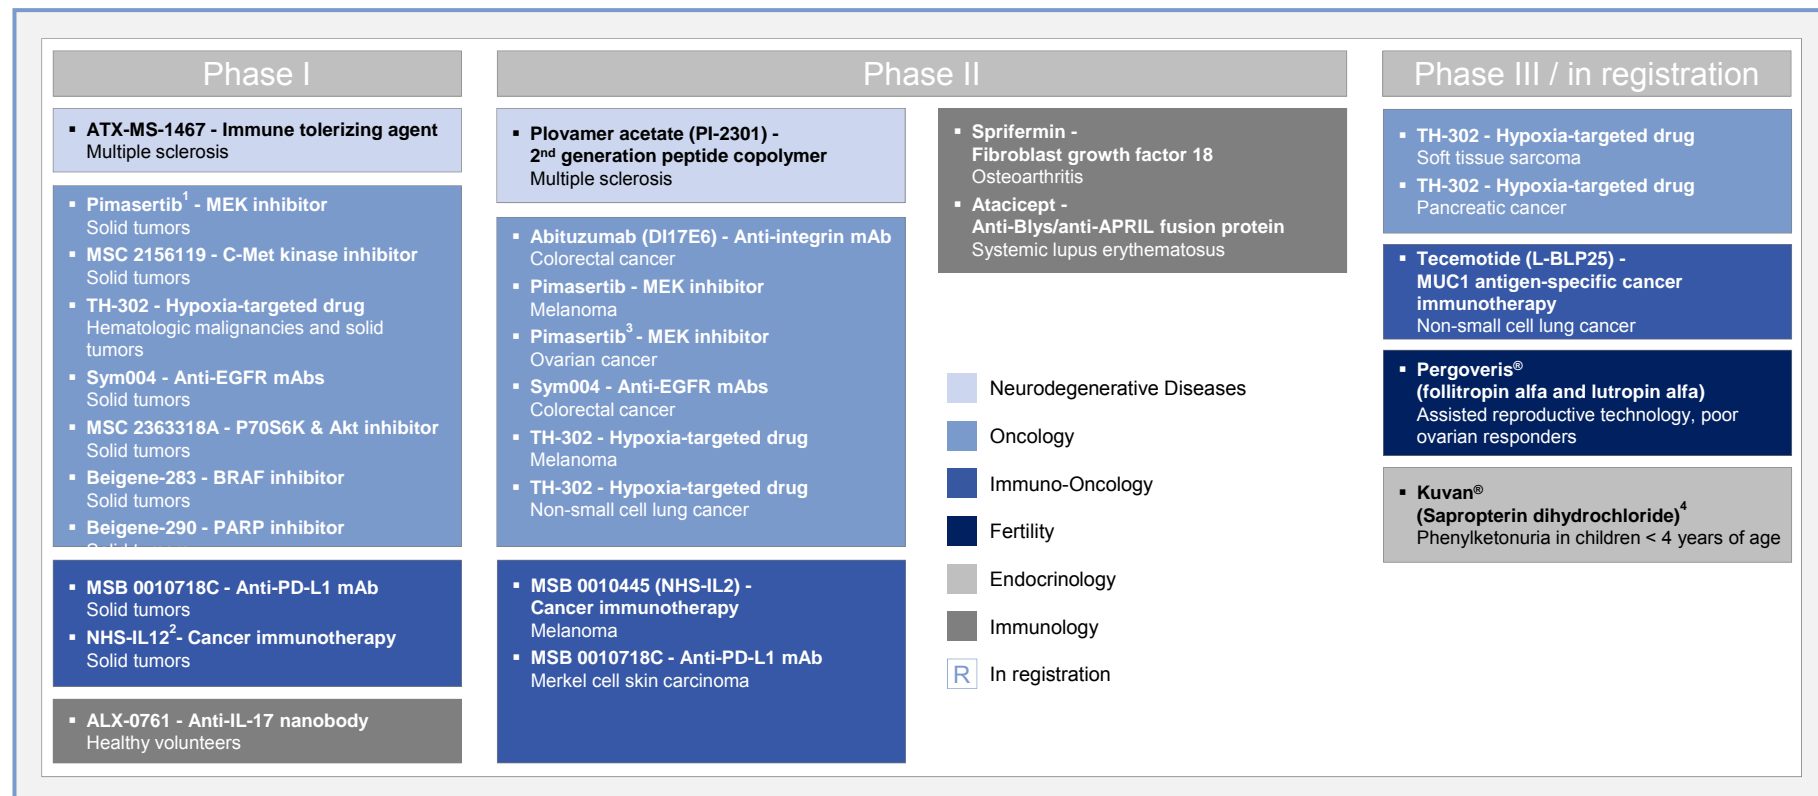 Phase I
▪ ATX-MS-1467 - Immune tolerizing agent
Multiple sclerosis
▪ Pimasertib¹ - MEK inhibitor
Solid tumors
▪ MSC 2156119 - C-Met kinase inhibitor
Solid tumors
▪ TH-302 - Hypoxia-targeted drug
Hematologic malignancies and solid
tumors
▪ Sym004 - Anti-EGFR mAbs
Solid tumors
▪ MSC 2363318A - P70S6K & Akt inhibitor
Solid tumors
▪ Beigene-283 - BRAF inhibitor
Solid tumors
▪ Beigene-290 - PARP inhibitor
▪ MSB 0010718C - Anti-PD-L1 mAb
Solid tumors
▪ NHS-IL12²- Cancer immunotherapy
Solid tumors
▪ ALX-0761 - Anti-IL-17 nanobody
Healthy volunteers
Phase II
▪ Plovamer acetate (PI-2301) -
2nd generation peptide copolymer
Multiple sclerosis
▪ Abituzumab (DI17E6) - Anti-integrin mAb
Colorectal cancer
▪ Pimasertib - MEK inhibitor
Melanoma
▪ Pimasertib³ - MEK inhibitor
Ovarian cancer
▪ Sym004 - Anti-EGFR mAbs
Colorectal cancer
▪ TH-302 - Hypoxia-targeted drug
Melanoma
▪ TH-302 - Hypoxia-targeted drug
Non-small cell lung cancer
▪ MSB 0010445 (NHS-IL2) -
Cancer immunotherapy
Melanoma
▪ MSB 0010718C - Anti-PD-L1 mAb
Merkel cell skin carcinoma
▪ Sprifermin -
Fibroblast growth factor 18
Osteoarthritis
▪ Atacicept -
Anti-Blys/anti-APRIL fusion protein
Systemic lupus erythematosus
Neurodegenerative Diseases
Oncology
Immuno-Oncology
Fertility
Endocrinology
Immunology
R In registration
Phase III / in registration
▪ TH-302 - Hypoxia-targeted drug
Soft tissue sarcoma
▪ TH-302 - Hypoxia-targeted drug
Pancreatic cancer
▪ Tecemotide (L-BLP25) -
MUC1 antigen-specific cancer
immunotherapy
Non-small cell lung cancer
▪ Pergoveris®
(follitropin alfa and lutropin alfa)
Assisted reproductive technology, poor
ovarian responders
▪ Kuvan®
(Sapropterin dihydrochloride)⁴
Phenylketonuria in children < 4 years of age